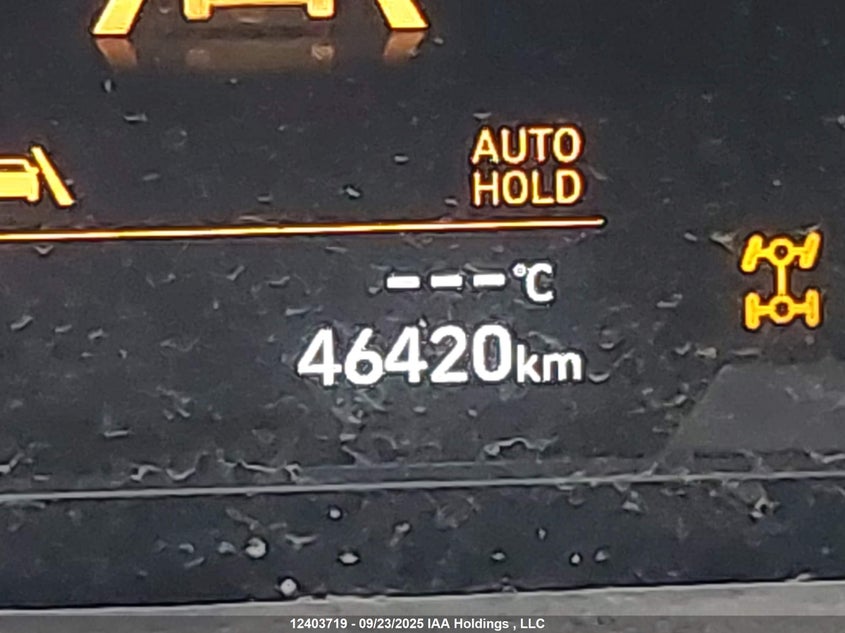 AUTO
HOLD
---°C
46420km
12403719 - 09/23/2025 IAA Holdings , LLC